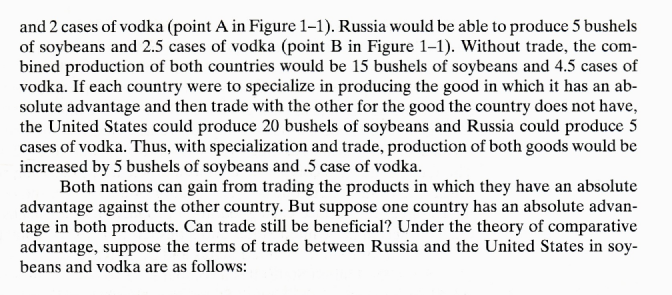 and 2 cases of vodka (point A in Figure 1–1). Russia would be able to produce 5 bushels
of soybeans and 2.5 cases of vodka (point B in Figure 1–1). Without trade, the com-
bined production of both countries would be 15 bushels of soybeans and 4.5 cases of
vodka. If each country were to specialize in producing the good in which it has an ab-
solute advantage and then trade with the other for the good the country does not have,
the United States could produce 20 bushels of soybeans and Russia could produce 5
cases of vodka. Thus, with specialization and trade, production of both goods would be
increased by 5 bushels of soybeans and .5 case of vodka.
Both nations can gain from trading the products in which they have an absolute
advantage against the other country. But suppose one country has an absolute advan-
tage in both products. Can trade still be beneficial? Under the theory of comparative
advantage, suppose the terms of trade between Russia and the United States in soy-
beans and vodka are as follows: